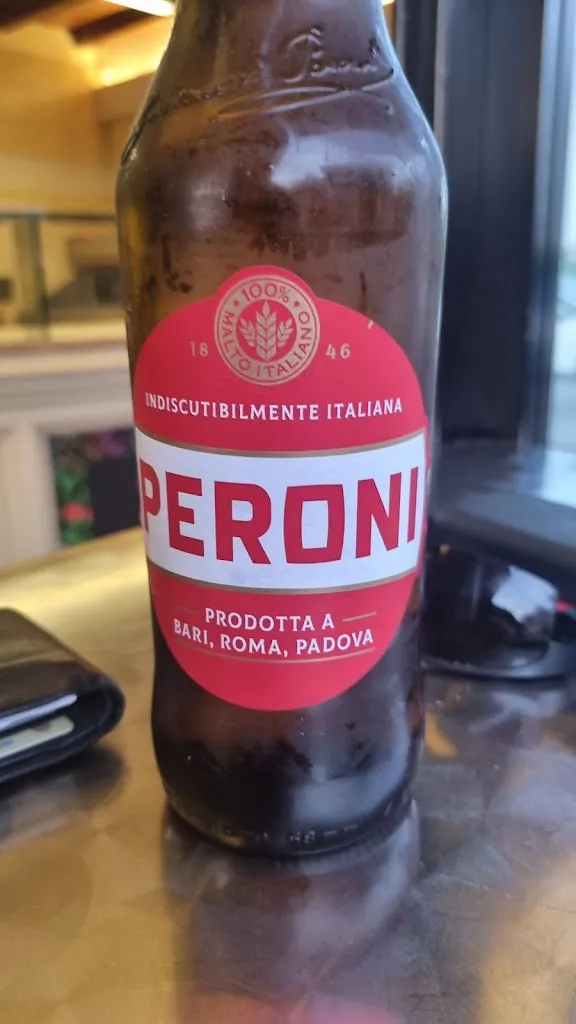 100%
MALTO ITALIANO
18 46
INDISCUTIBILMENTE ITALIANA
PERONI
PRODOTTA A
BARI, ROMA, PADOVA